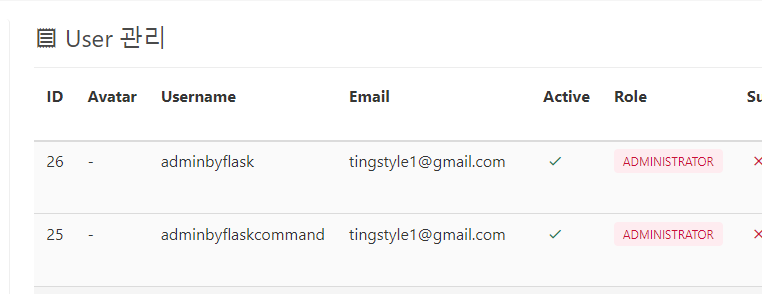 User 관리
ID Avatar Username Email Active Role Su
26 - adminbyflask tingstyle1@gmail.com ADMINISTRATOR
25 - adminbyflaskcommand tingstyle1@gmail.com ADMINISTRATOR